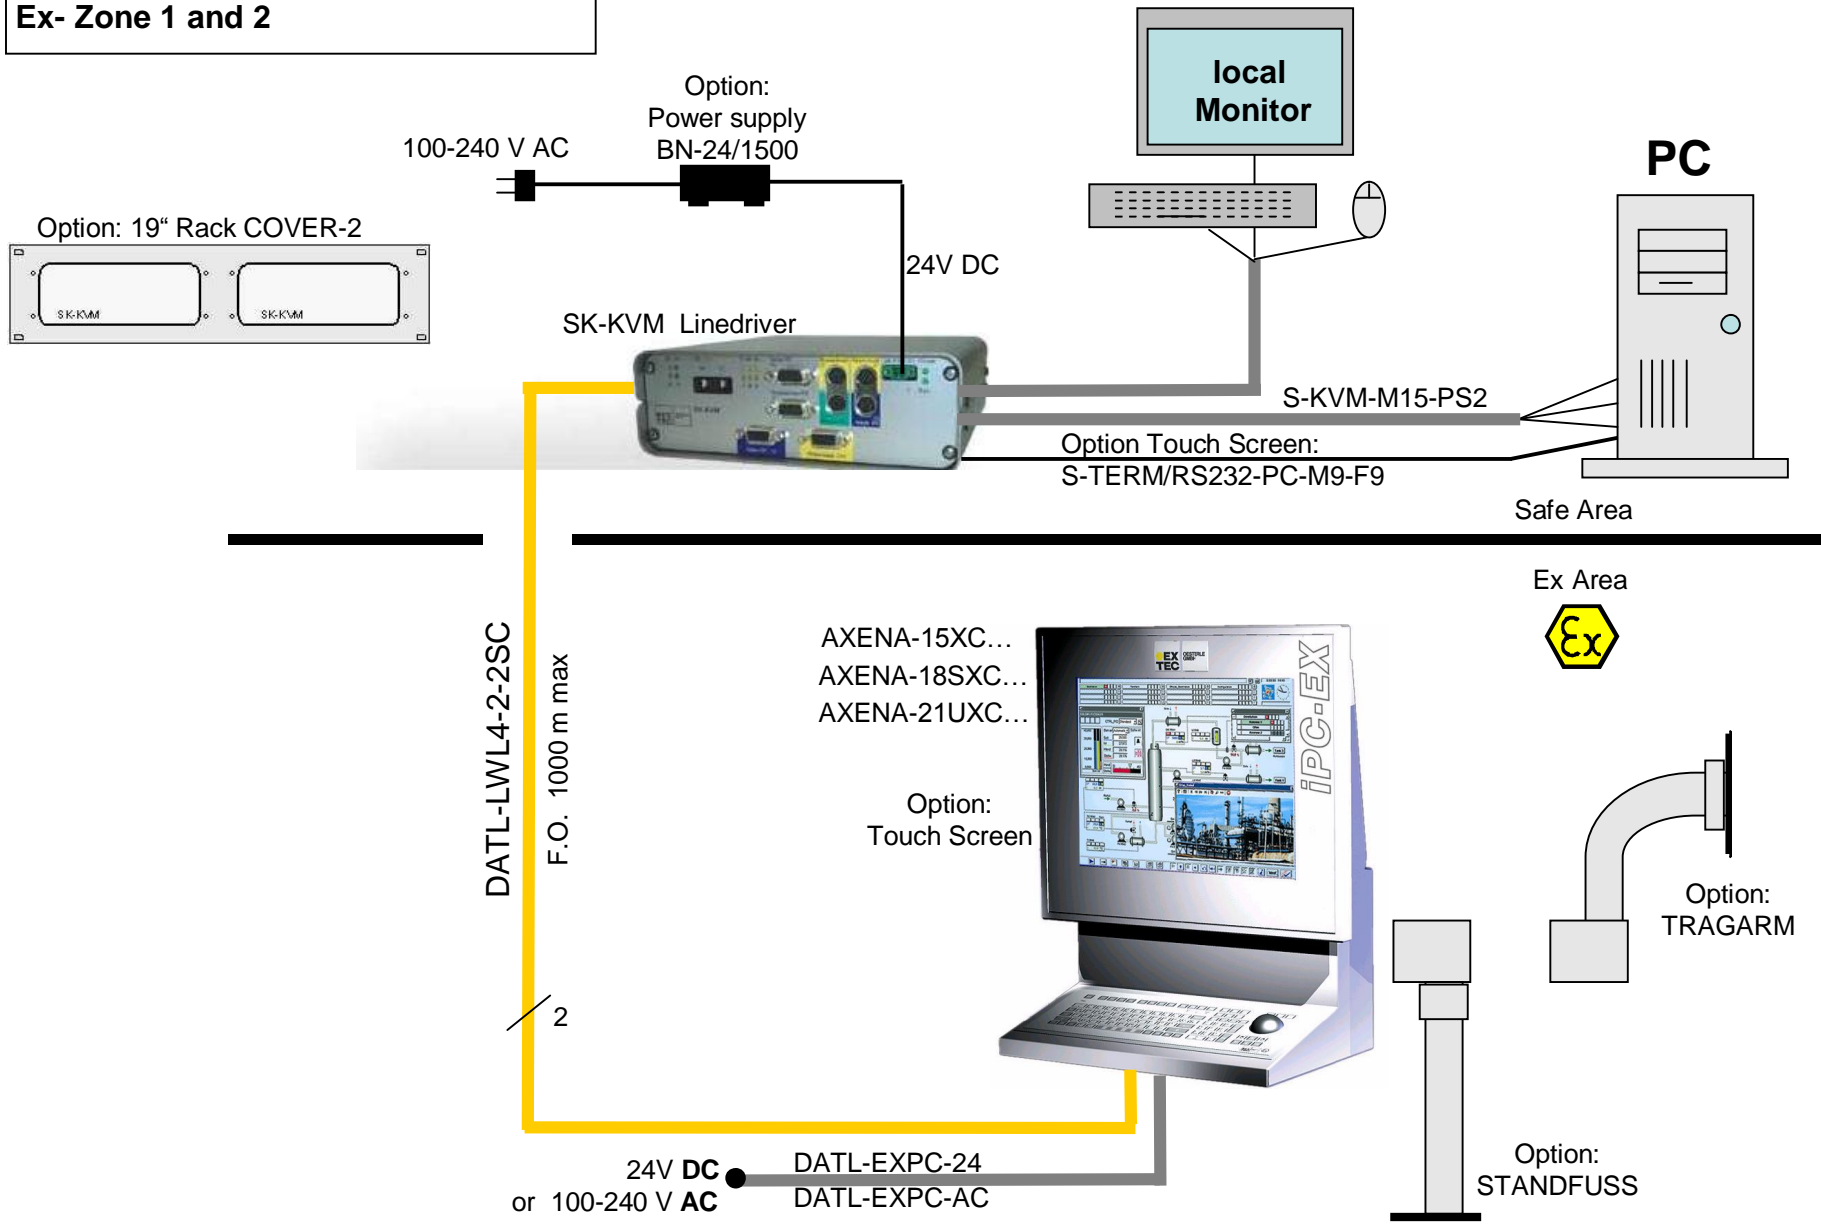 Ex- Zone 1 and 2
Option:
Power supply
BN-24/1500
100-240 V AC
local
Monitor
PC
Option: 19“ Rack COVER-2
SK-KVM
SK-KVM
24V DC
SK-KVM Linedriver
S-KVM-M15-PS2
Option Touch Screen:
S-TERM/RS232-PC-M9-F9
Safe Area
Ex Area
Ex
DATL-LWL4-2-2SC
F.O. 1000 m max
2
AXENA-15XC…
AXENA-18SXC…
AXENA-21UXC…
EX
TEC
OESTERLE
iPC-EX
Option:
Touch Screen
Option:
TRAGARM
Option:
STANDFUSS
24V DC
or 100-240 V AC
DATL-EXPC-24
DATL-EXPC-AC